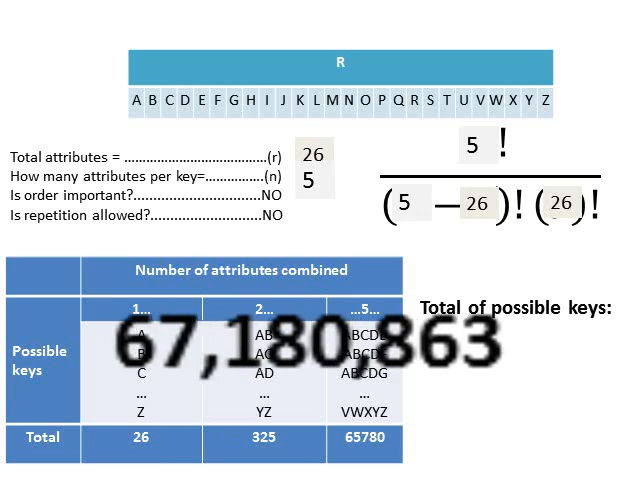 R
A B C D E F G H I J K L M N O P Q R S T U V W X Y Z
Total attributes = ......................................(r) 26
How many attributes per key=................(n) 5
Is order important?..................................NO
Is repetition allowed?..............................NO
5 !
(5 – 26 )! ( 26 )!
Number of attributes combined
1... 2... ...5...
Total of possible keys:
67,180,863
Possible keys
A AB ABCDE
B AC ABCDF
C AD ABCDG
... ... ...
Z YZ VWXYZ
Total 26 325 65780